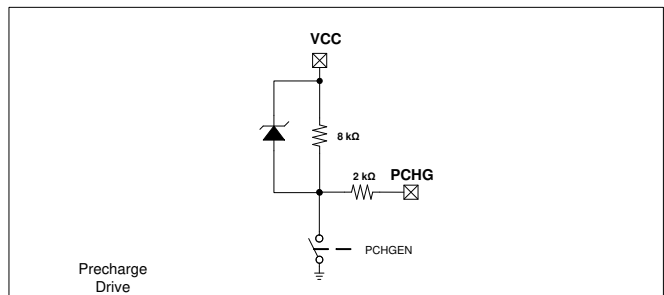 VCC
8 kΩ
2 kΩ
PCHG
PCHGEN
Precharge
Drive